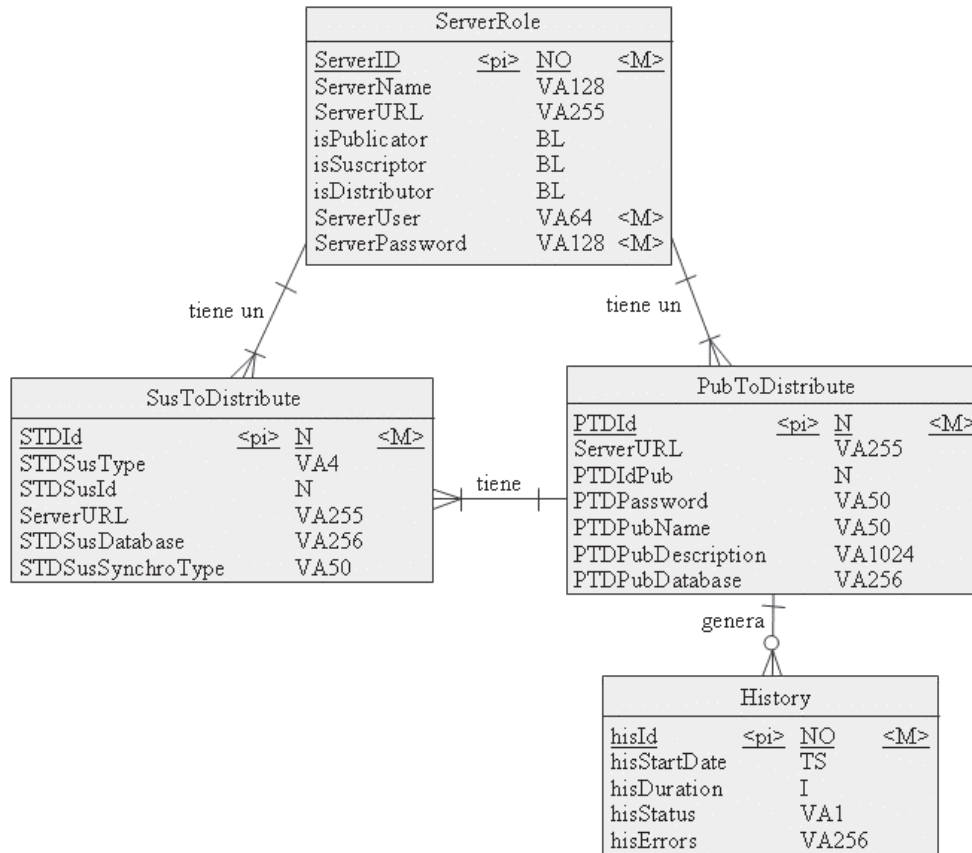 ServerRole
ServerID <pi> NO <M>
ServerName VA128
ServerURL VA255
isPublicator BL
isSuscriptor BL
isDistributor BL
ServerUser VA64 <M>
ServerPassword VA128 <M>
tiene un
tiene un
SusToDistribute
STDId <pi> N <M>
STDSusType VA4
STDSusId N
ServerURL VA255
STDSusDatabase VA256
STDSusSynchroType VA50
tiene
PubToDistribute
PTDId <pi> N <M>
ServerURL VA255
PTDIdPub N
PTDPassword VA50
PTDPubName VA50
PTDPubDescription VA1024
PTDPubDatabase VA256
genera
History
hisId <pi> NO <M>
hisStartDate TS
hisDuration I
hisStatus VA1
hisErrors VA256